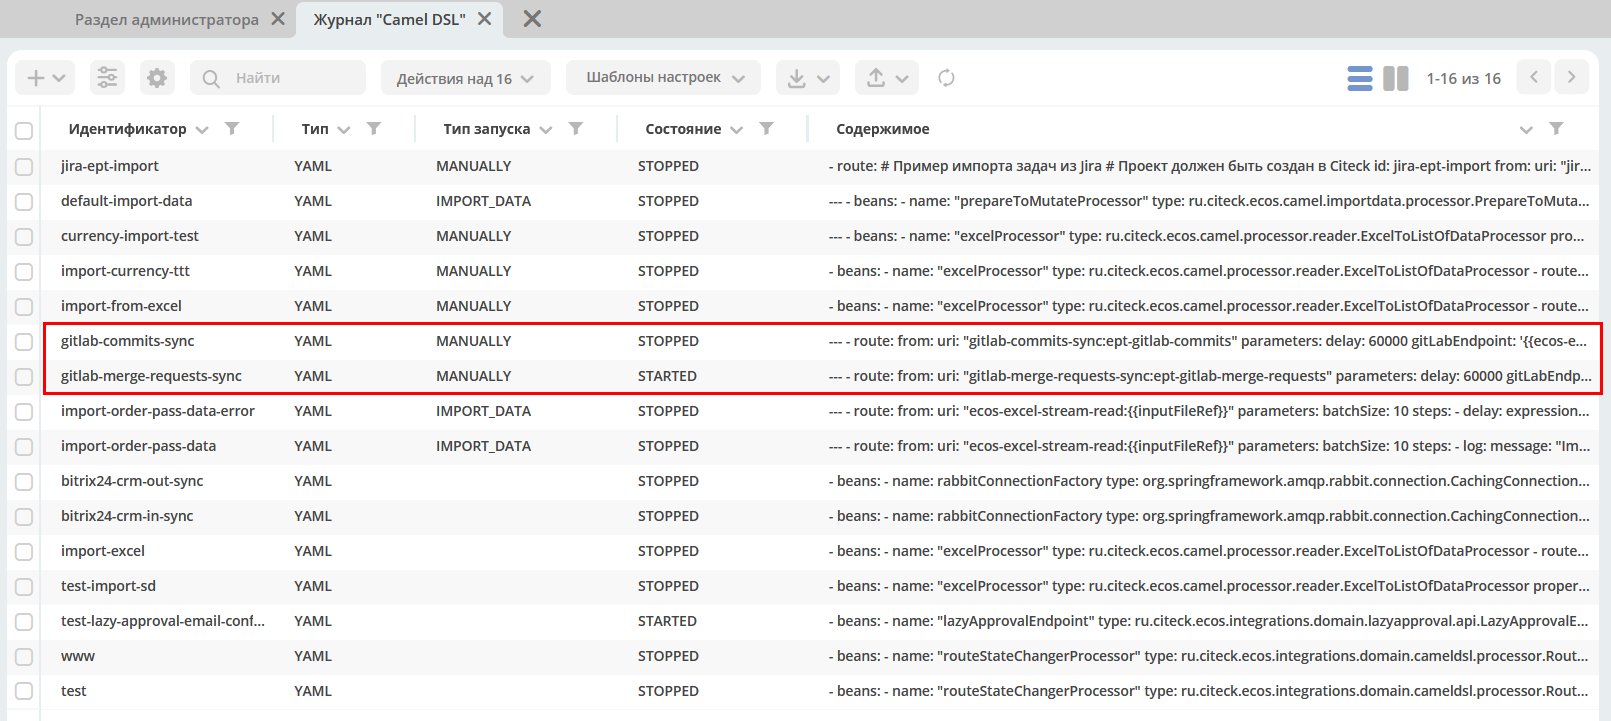 Раздел администратора Журнал "Camel DSL"
Найти Действия над 16 Шаблоны настроек 1-16 из 16
Идентификатор Тип Тип запуска Состояние Содержимое
jira-ept-import YAML MANUALLY STOPPED - route: # Пример импорта задач из Jira # Проект должен быть создан в Citeck id: jira-ept-import from: uri: "jir...
default-import-data YAML IMPORT_DATA STOPPED --- - beans: - name: "prepareToMutateProcessor" type: ru.citeck.ecos.camel.importdata.processor.PrepareToMuta...
currency-import-test YAML MANUALLY STOPPED --- - beans: - name: "excelProcessor" type: ru.citeck.ecos.camel.processor.reader.ExcelToListOfDataProcessor pro...
import-currency-ttt YAML MANUALLY STOPPED - beans: - name: "excelProcessor" type: ru.citeck.ecos.camel.processor.reader.ExcelToListOfDataProcessor - route...
import-from-excel YAML MANUALLY STOPPED - beans: - name: "excelProcessor" type: ru.citeck.ecos.camel.processor.reader.ExcelToListOfDataProcessor - route...
gitlab-commits-sync YAML MANUALLY STOPPED --- - route: from: uri: "gitlab-commits-sync:ept-gitlab-commits" parameters: delay: 60000 gitLabEndpoint: '{{ecos-e...
gitlab-merge-requests-sync YAML MANUALLY STARTED --- - route: from: uri: "gitlab-merge-requests-sync:ept-gitlab-merge-requests" parameters: delay: 60000 gitLabEndp...
import-order-pass-data-error YAML IMPORT_DATA STOPPED --- - route: from: uri: "ecos-excel-stream-read:{{inputFileRef}}" parameters: batchSize: 10 steps: - delay: expression...
import-order-pass-data YAML IMPORT_DATA STOPPED --- - route: from: uri: "ecos-excel-stream-read:{{inputFileRef}}" parameters: batchSize: 10 steps: - log: message: "Im...
bitrix24-crm-out-sync YAML STOPPED - beans: - name: rabbitConnectionFactory type: org.springframework.amqp.rabbit.connection.CachingConnection...
bitrix24-crm-in-sync YAML STOPPED - beans: - name: rabbitConnectionFactory type: org.springframework.amqp.rabbit.connection.CachingConnection...
import-excel YAML STOPPED - beans: - name: "excelProcessor" type: ru.citeck.ecos.camel.processor.reader.ExcelToListOfDataProcessor - route...
test-import-sd YAML STOPPED - beans: - name: "excelProcessor" type: ru.citeck.ecos.camel.processor.reader.ExcelToListOfDataProcessor proper...
test-lazy-approval-email-conf... YAML STARTED - beans: - name: "lazyApprovalEndpoint" type: ru.citeck.ecos.integrations.domain.lazyapproval.api.LazyApprovalE...
www YAML STOPPED - beans: - name: "routeStateChangerProcessor" type: ru.citeck.ecos.integrations.domain.cameldsl.processor.Rout...
test YAML STOPPED - beans: - name: "routeStateChangerProcessor" type: ru.citeck.ecos.integrations.domain.cameldsl.processor.Rout...